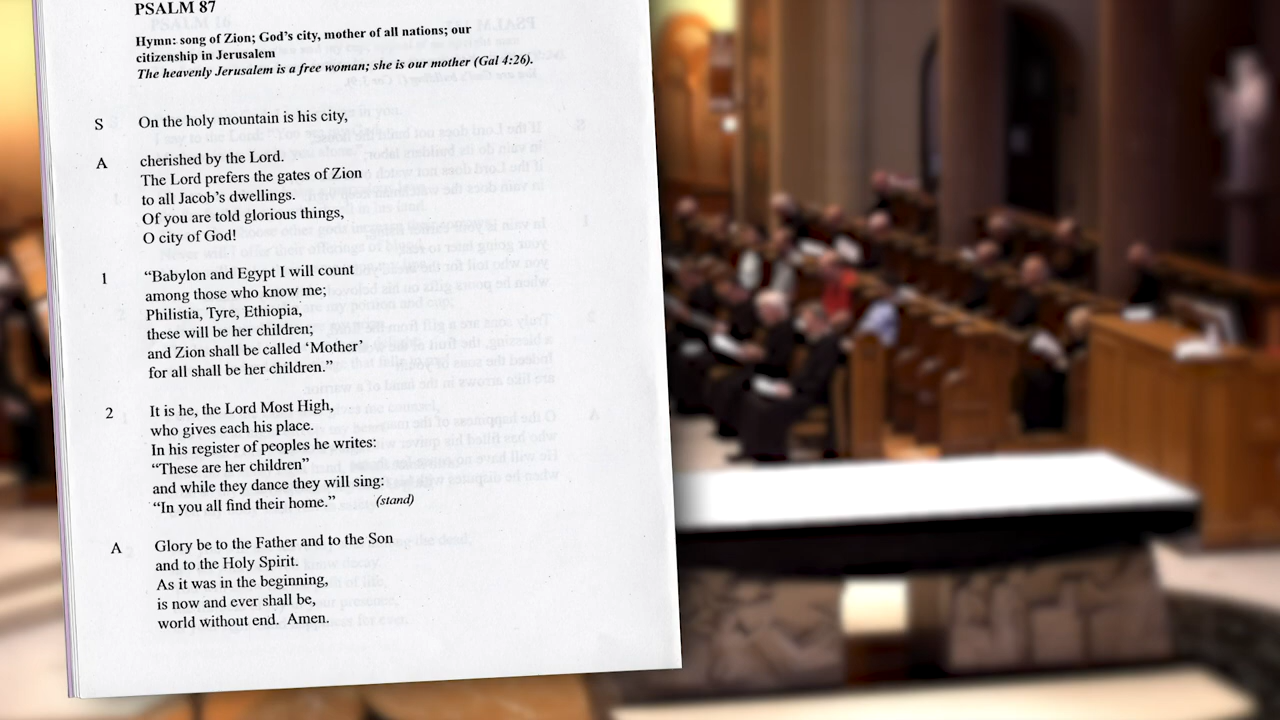 PSALM 87
Hymn: song of Zion; God’s city, mother of all nations; our
citizenship in Jerusalem
The heavenly Jerusalem is a free woman; she is our mother (Gal 4:26).
S On the holy mountain is his city,
A cherished by the Lord.
The Lord prefers the gates of Zion
to all Jacob’s dwellings.
Of you are told glorious things,
O city of God!
1 “Babylon and Egypt I will count
among those who know me;
Philistia, Tyre, Ethiopia,
these will be her children;
and Zion shall be called ‘Mother’
for all shall be her children.”
2 It is he, the Lord Most High,
who gives each his place.
In his register of peoples he writes:
“These are her children”
and while they dance they will sing:
“In you all find their home.” (stand)
A Glory be to the Father and to the Son
and to the Holy Spirit.
As it was in the beginning,
is now and ever shall be,
world without end. Amen.